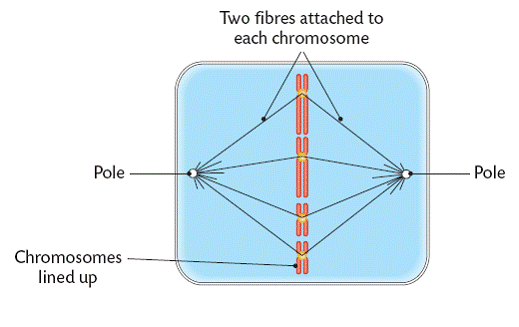 Two fibres attached to
each chromosome
Pole
Pole
Chromosomes
lined up